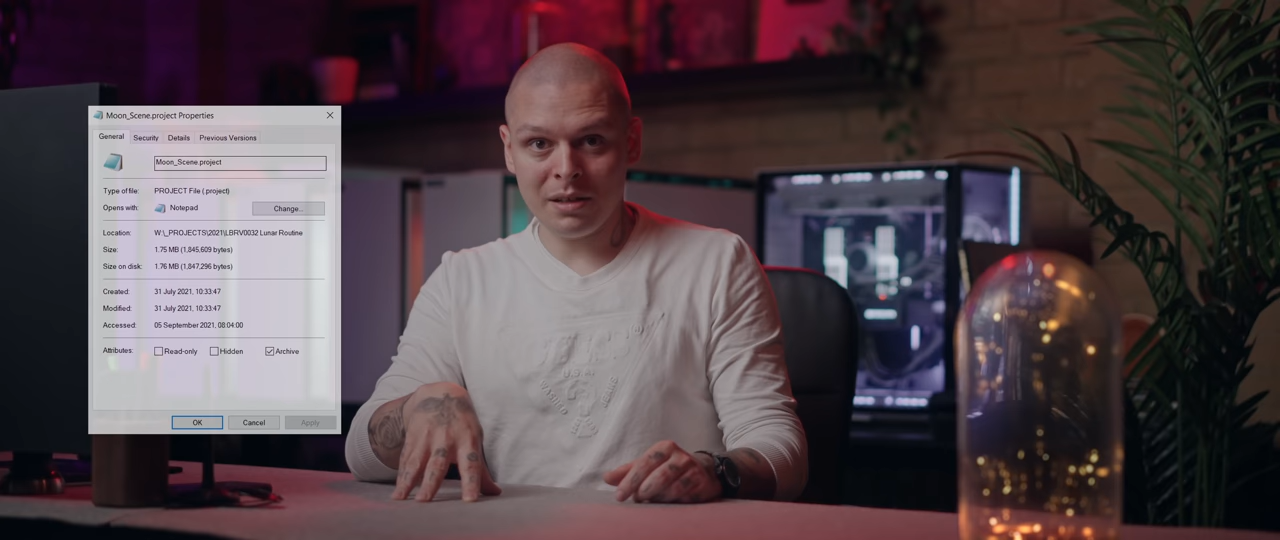 Moon_Scene.project Properties
General Security Details Previous Versions
Moon_Scene.project
Type of file: PROJECT File (.project)
Opens with: Notepad Change...
Location: W:\_PROJECTS\2021\LBRV0032 Lunar Routine
Size: 1.75 MB (1,845,609 bytes)
Size on disk: 1.76 MB (1,847,296 bytes)
Created: 31 July 2021, 10:33:47
Modified: 31 July 2021, 10:33:47
Accessed: 05 September 2021, 08:04:00
Attributes: Read-only Hidden Archive
OK Cancel Apply
U.S.A.